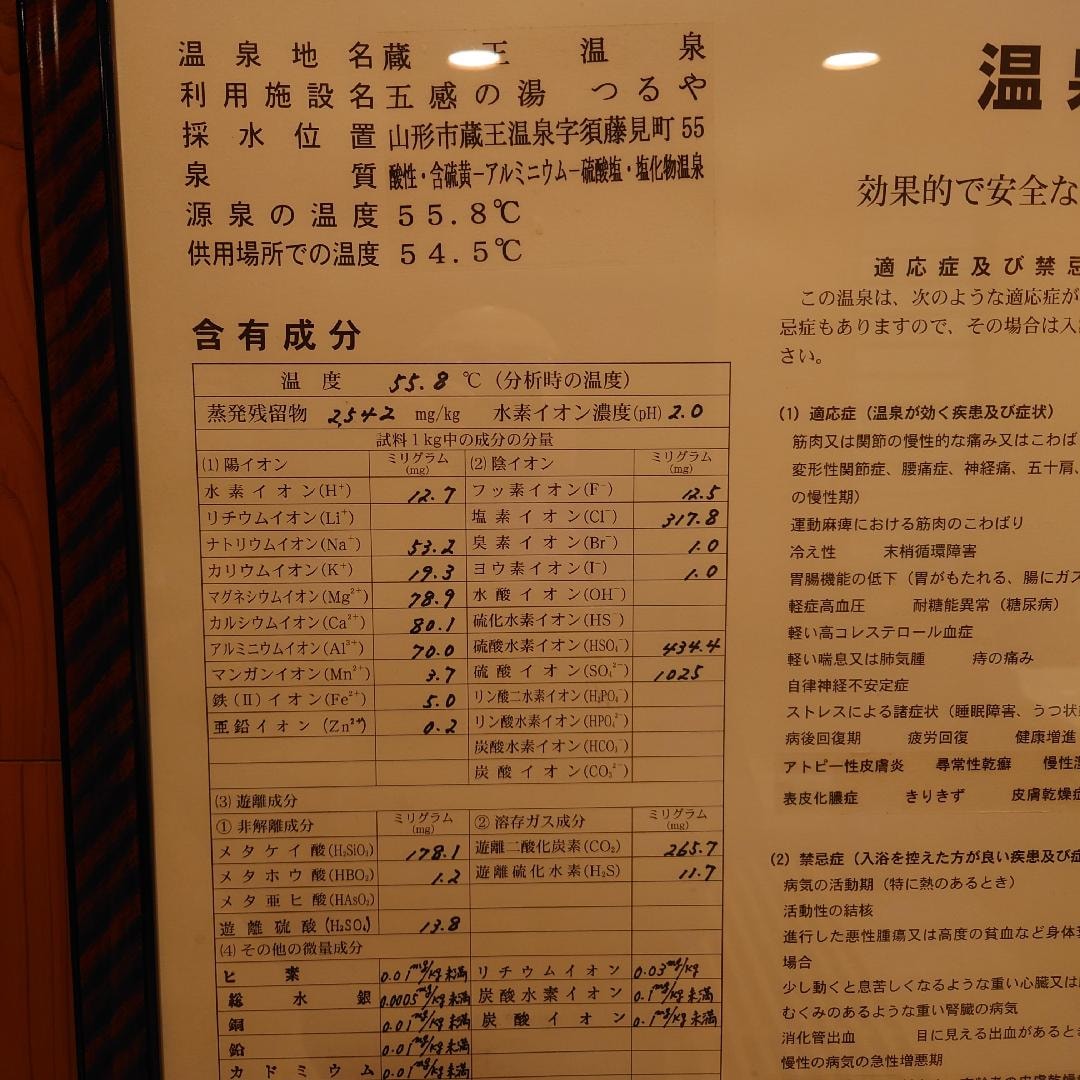 温泉地名 蔵王温泉
利用施設名 五感の湯 つるや
採水位置 山形市蔵王温泉字須藤見町55
泉質 酸性・含硫黄－アルミニウム－硫酸塩・塩化物温泉
源泉の温度 55.8℃
供用場所での温度 54.5℃
含有成分
温度 55.8 ℃（分析時の温度）
蒸発残留物 2,542 mg/kg 水素イオン濃度(pH) 2.0
試料1kg中の成分の分量
(1) 陽イオン ミリグラム(mg) (2) 陰イオン ミリグラム(mg)
水素イオン(H⁺) 12.7 フッ素イオン(F⁻) 12.5
リチウムイオン(Li⁺) 塩素イオン(Cl⁻) 317.8
ナトリウムイオン(Na⁺) 53.2 臭素イオン(Br⁻) 1.0
カリウムイオン(K⁺) 19.3 ヨウ素イオン(I⁻) 1.0
マグネシウムイオン(Mg²⁺) 78.9 水酸イオン(OH⁻)
カルシウムイオン(Ca²⁺) 80.1 硫化水素イオン(HS⁻)
アルミニウムイオン(Al³⁺) 70.0 硫酸水素イオン(HSO₄⁻) 434.4
マンガンイオン(Mn²⁺) 3.7 硫酸イオン(SO₄²⁻) 1025
鉄(Ⅱ)イオン(Fe²⁺) 5.0 リン酸二水素イオン(H₂PO₄⁻)
亜鉛イオン(Zn²⁺) 0.2 リン酸水素イオン(HPO₄²⁻)
炭酸水素イオン(HCO₃⁻)
炭酸イオン(CO₃²⁻)
(3) 遊離成分
① 非解離成分 ミリグラム(mg) ② 溶存ガス成分 ミリグラム(mg)
メタケイ酸(H₂SiO₃) 178.1 遊離二酸化炭素(CO₂) 265.7
メタホウ酸(HBO₂) 1.2 遊離硫化水素(H₂S) 11.7
メタ亜ヒ酸(HAsO₂)
遊離硫酸(H₂SO₄) 13.8
(4) その他の微量成分
ヒ素 0.01mg/kg未満 リチウムイオン 0.03mg/kg
総水銀 0.0005mg/kg未満 炭酸水素イオン 0.1mg/kg未満
銅 0.01mg/kg未満 炭酸イオン 0.1mg/kg未満
鉛 0.01mg/kg未満
カドミウム 0.01mg/kg未満
温
効果的で安全な
適応症及び禁忌
この温泉は、次のような適応症が
忌症もありますので、その場合は入
さい。
(1) 適応症（温泉が効く疾患及び症状）
筋肉又は関節の慢性的な痛み又はこわば
変形性関節症、腰痛症、神経痛、五十肩、
の慢性期）
運動麻痺における筋肉のこわばり
冷え性 末梢循環障害
胃腸機能の低下（胃がもたれる、腸にガス
軽症高血圧 耐糖能異常（糖尿病）
軽い高コレステロール血症
軽い喘息又は肺気腫 痔の痛み
自律神経不安定症
ストレスによる諸症状（睡眠障害、うつ状
病後回復期 疲労回復 健康増進
アトピー性皮膚炎 尋常性乾癬 慢性
表皮化膿症 きりきず 皮膚乾燥症
(2) 禁忌症（入浴を控えた方が良い疾患及び症
病気の活動期（特に熱のあるとき）
活動性の結核
進行した悪性腫瘍又は高度の貧血など身体
場合
少し動くと息苦しくなるような重い心臓又は
むくみのあるような重い腎臓の病気
消化管出血 目に見える出血があるとき
慢性の病気の急性増悪期